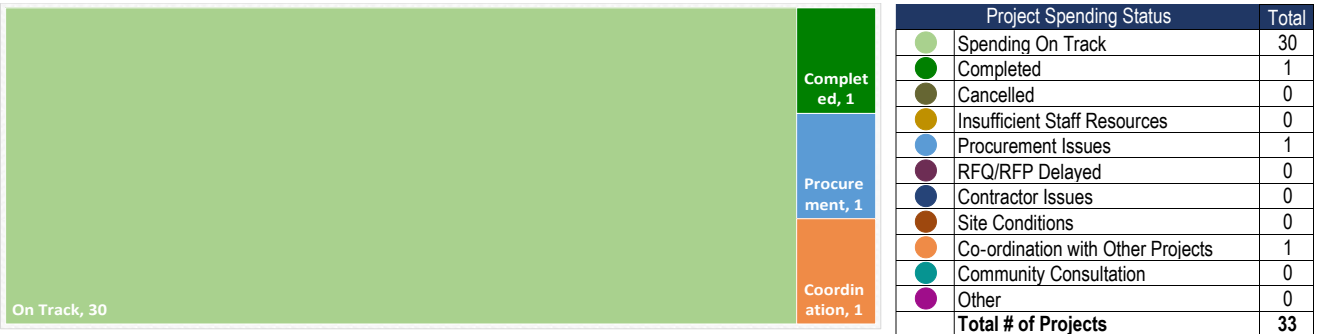 Complet
ed, 1
Procure
ment, 1
Coordin
ation, 1
On Track, 30
Project Spending Status Total
Spending On Track 30
Completed 1
Cancelled 0
Insufficient Staff Resources 0
Procurement Issues 1
RFQ/RFP Delayed 0
Contractor Issues 0
Site Conditions 0
Co-ordination with Other Projects 1
Community Consultation 0
Other 0
Total # of Projects 33